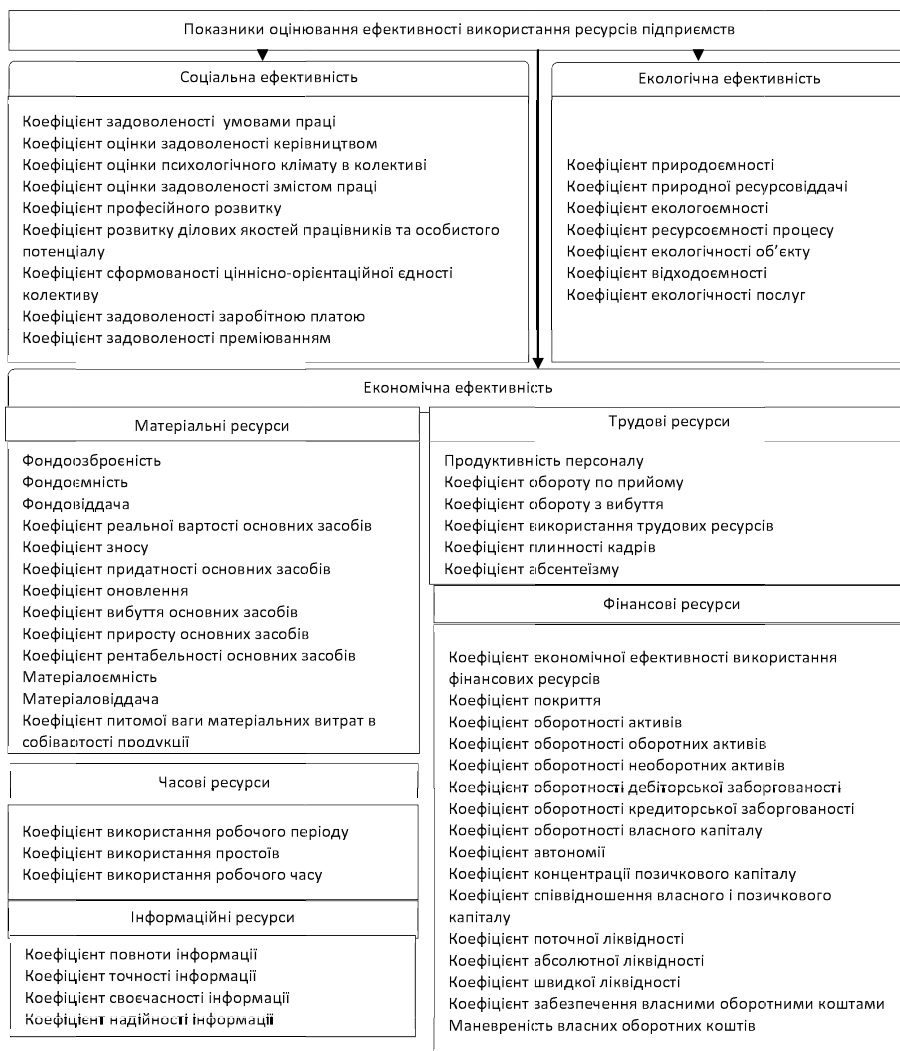 Показники оцінювання ефективності використання ресурсів підприємств
Соціальна ефективність
Коефіцієнт задоволеності умовами праці
Коефіцієнт оцінки задоволеності керівництвом
Коефіцієнт оцінки психологічного клімату в колективі
Коефіцієнт оцінки задоволеності змістом праці
Коефіцієнт професійного розвитку
Коефіцієнт розвитку ділових якостей працівників та особистого
потенціалу
Коефіцієнт сформованості ціннісно-орієнтаційної єдності
колективу
Коефіцієнт задоволеності заробітною платою
Коефіцієнт задоволеності преміюванням
Екологічна ефективність
Коефіцієнт природоємності
Коефіцієнт природної ресурсовіддачі
Коефіцієнт екологоємності
Коефіцієнт ресурсоємності процесу
Коефіцієнт екологічності об’єкту
Коефіцієнт відходоємності
Коефіцієнт екологічності послуг
Економічна ефективність
Матеріальні ресурси
Фондоозброєність
Фондоємність
Фондовіддача
Коефіцієнт реальної вартості основних засобів
Коефіцієнт зносу
Коефіцієнт придатності основних засобів
Коефіцієнт оновлення
Коефіцієнт вибуття основних засобів
Коефіцієнт приросту основних засобів
Коефіцієнт рентабельності основних засобів
Матеріалоємність
Матеріаловіддача
Коефіцієнт питомої ваги матеріальних витрат в
собівартості продукції
Часові ресурси
Коефіцієнт використання робочого періоду
Коефіцієнт використання простоїв
Коефіцієнт використання робочого часу
Інформаційні ресурси
Коефіцієнт повноти інформації
Коефіцієнт точності інформації
Коефіцієнт своєчасності інформації
Коефіцієнт надійності інформації
Трудові ресурси
Продуктивність персоналу
Коефіцієнт обороту по прийому
Коефіцієнт обороту з вибуття
Коефіцієнт використання трудових ресурсів
Коефіцієнт плинності кадрів
Коефіцієнт абсентеїзму
Фінансові ресурси
Коефіцієнт економічної ефективності використання
фінансових ресурсів
Коефіцієнт покриття
Коефіцієнт оборотності активів
Коефіцієнт оборотності оборотних активів
Коефіцієнт оборотності необоротних активів
Коефіцієнт оборотності дебіторської заборгованості
Коефіцієнт оборотності кредиторської заборгованості
Коефіцієнт оборотності власного капіталу
Коефіцієнт автономії
Коефіцієнт концентрації позичкового капіталу
Коефіцієнт співвідношення власного і позичкового
капіталу
Коефіцієнт поточної ліквідності
Коефіцієнт абсолютної ліквідності
Коефіцієнт швидкої ліквідності
Коефіцієнт забезпечення власними оборотними коштами
Маневреність власних оборотних коштів